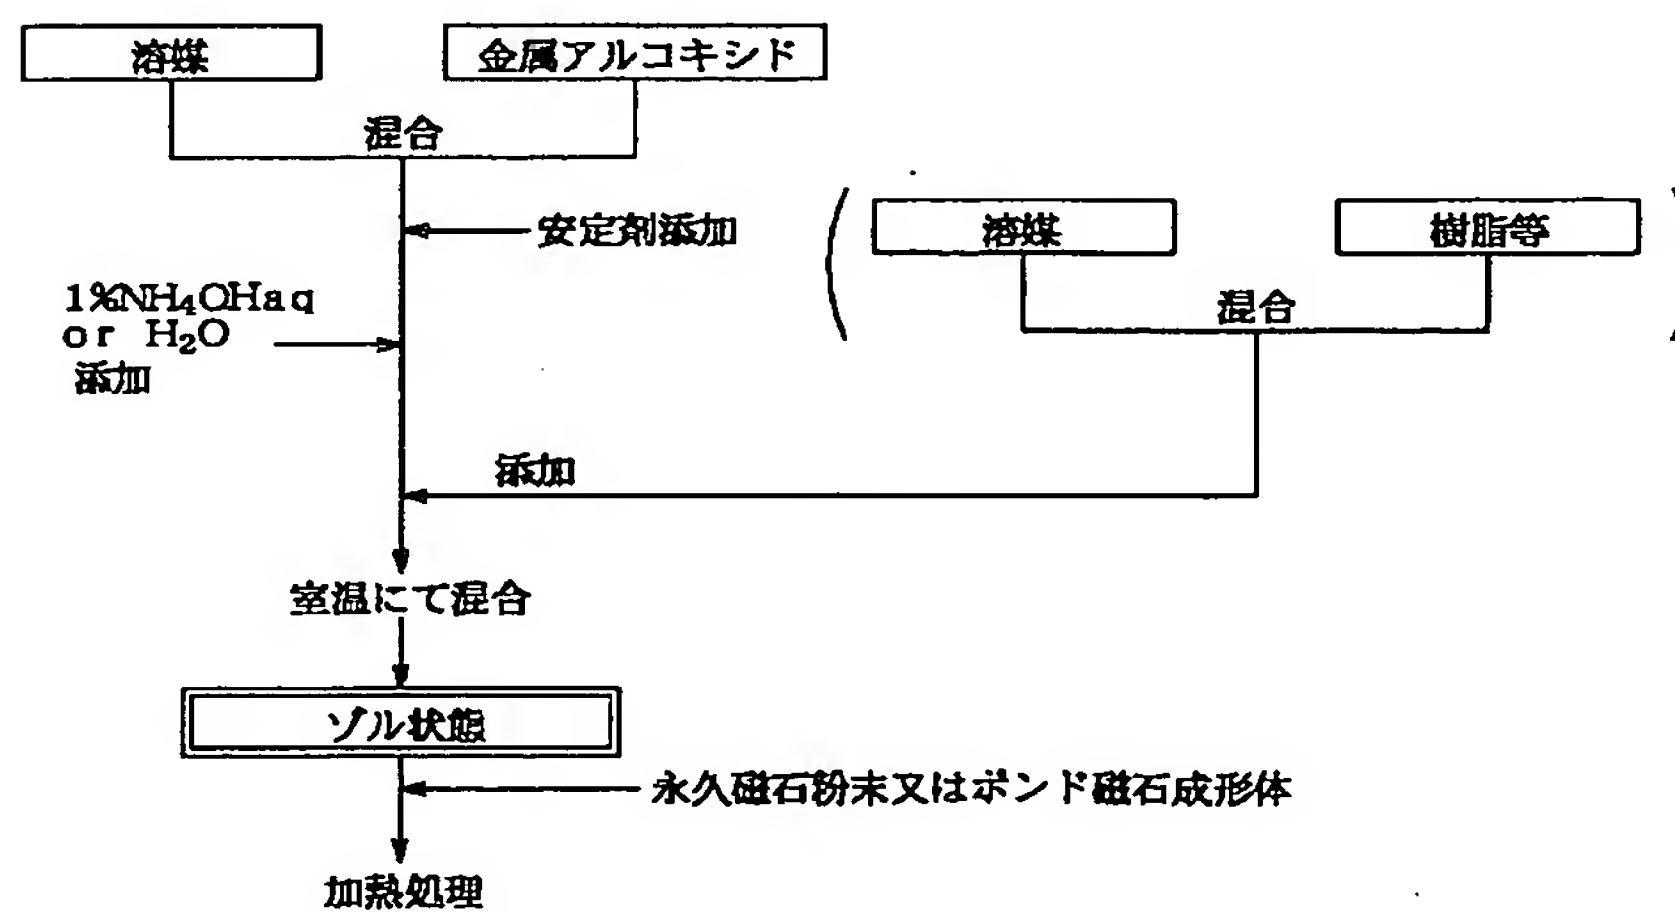 溶媒
金属アルコキシド
混合
安定剤添加
溶媒
樹脂等
混合
1%NH₄OHaq
or H₂O
添加
添加
室温にて混合
ゾル状態
永久磁石粉末又はボンド磁石成形体
加熱処理